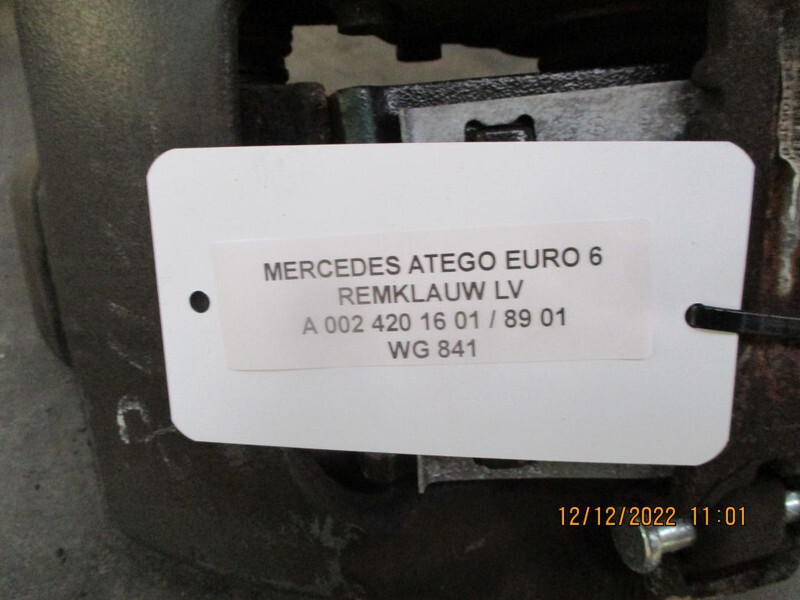 MERCEDES ATEGO EURO 6
REMKLAUW LV
A 002 420 16 01 / 89 01
WG 841
12/12/2022 11:01